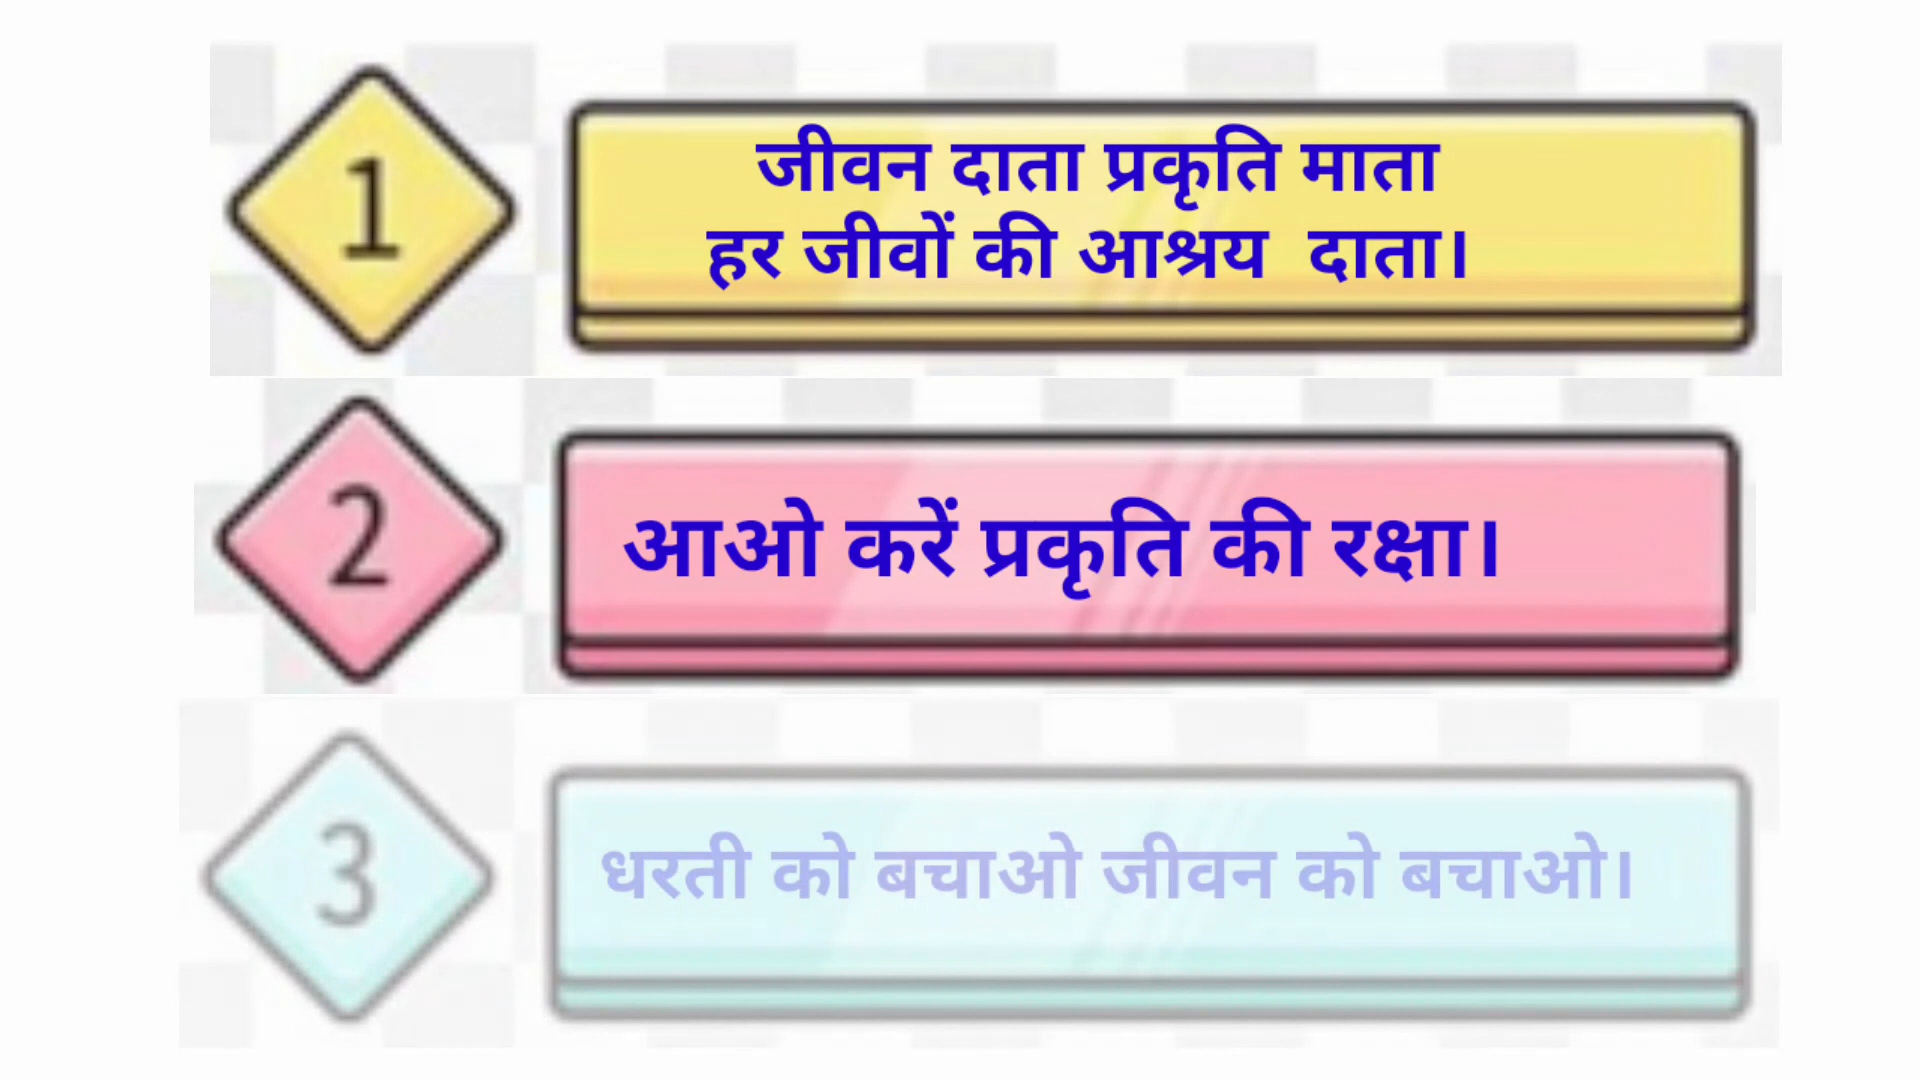 1
जीवन दाता प्रकृति माता
हर जीवों की आश्रय दाता।
2
आओ करें प्रकृति की रक्षा।
3
धरती को बचाओ जीवन को बचाओ।